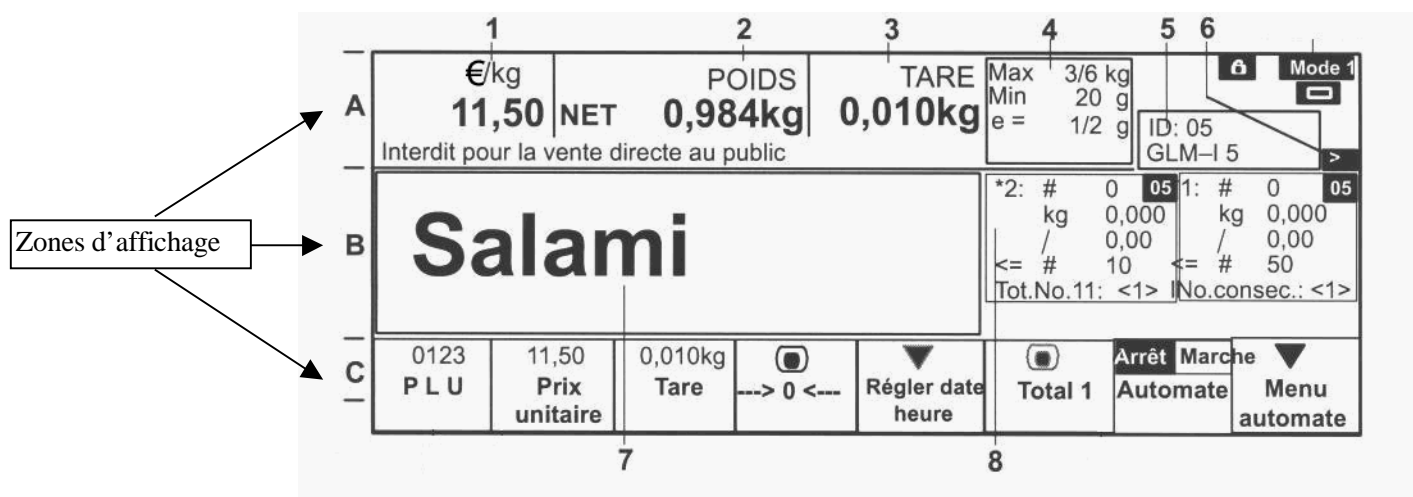 1 2 3 4 5 6
Zones d’affichage
A
€/kg
11,50
POIDS
NET 0,984kg
TARE
0,010kg
Interdit pour la vente directe au public
Max 3/6 kg
Min 20 g
e = 1/2 g
ID: 05
GLM–I 5
Mode 1
>
B
Salami
*2: # 0 05
kg 0,000
/ 0,00
<= # 10
Tot.No.11: <1>
1: # 0 05
kg 0,000
/ 0,00
<= # 50
No.consec.: <1>
C
0123
P L U
11,50
Prix
unitaire
0,010kg
Tare
---> 0 <---
Régler date
heure
Total 1
Arrêt Marche
Automate
Menu
automate
7 8